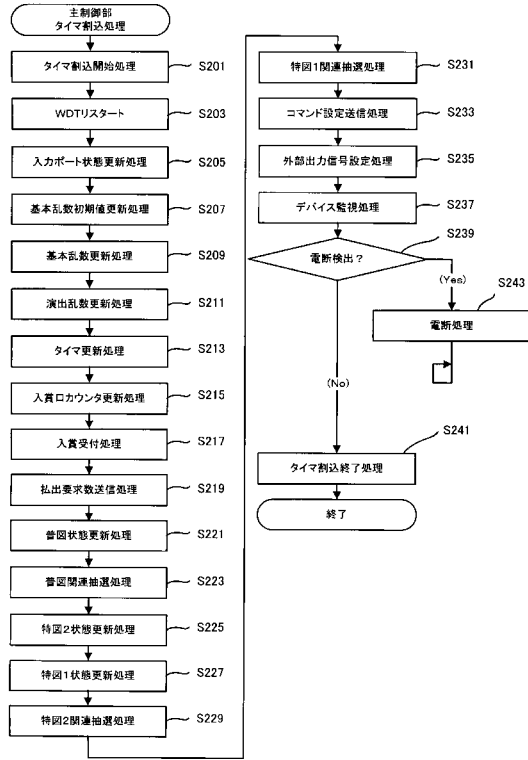 主制御部
タイマ割込処理
タイマ割込開始処理
S201
WDTリスタート
S203
入力ポート状態更新処理
S205
基本乱数初期値更新処理
S207
基本乱数更新処理
S209
演出乱数更新処理
S211
タイマ更新処理
S213
入賞口カウンタ更新処理
S215
入賞受付処理
S217
払出要求数送信処理
S219
普図状態更新処理
S221
普図関連抽選処理
S223
特図2状態更新処理
S225
特図1状態更新処理
S227
特図2関連抽選処理
S229
特図1関連抽選処理
S231
コマンド設定送信処理
S233
外部出力信号設定処理
S235
デバイス監視処理
S237
電断検出?
S239
(Yes)
S243
電断処理
(No)
S241
タイマ割込終了処理
終了